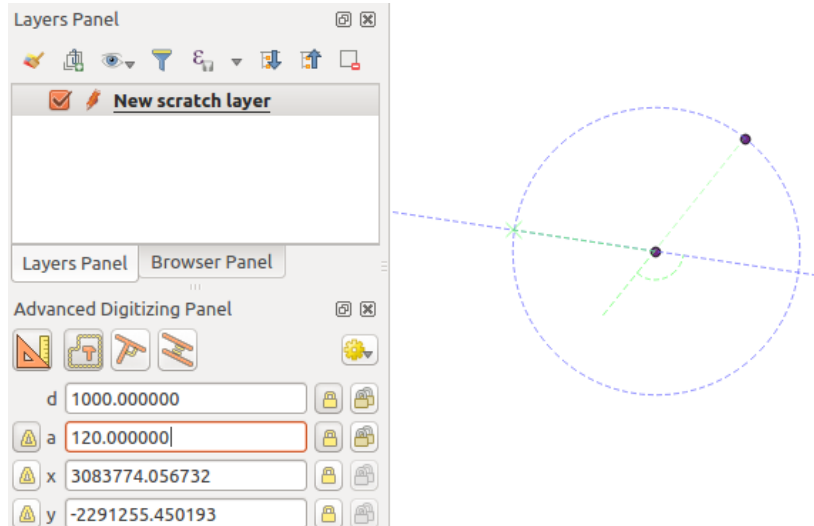 Layers Panel
New scratch layer
Layers Panel Browser Panel
Advanced Digitizing Panel
d 1000.000000
a 120.000000
x 3083774.056732
y -2291255.450193